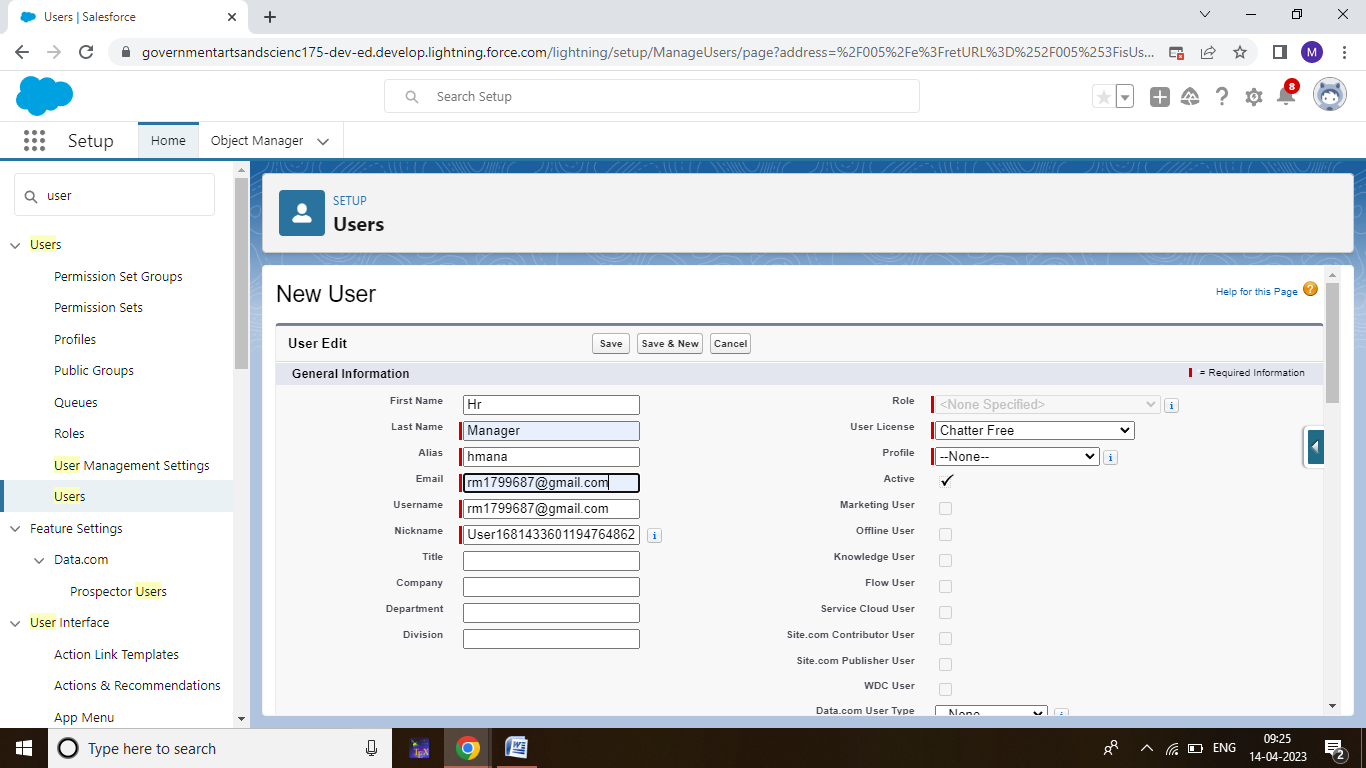 Users | Salesforce
governmentartsandscienc175-dev-ed.develop.lightning.force.com/lightning/setup/ManageUsers/page?address=%2F005%2Fe%3FretURL%3D%252F005%253FisUs...
M
Search Setup
8
Setup
Home
Object Manager
user
Users
Permission Set Groups
Permission Sets
Profiles
Public Groups
Queues
Roles
User Management Settings
Users
Feature Settings
Data.com
Prospector Users
User Interface
Action Link Templates
Actions & Recommendations
App Menu
SETUP
Users
New User
Help for this Page ?
User Edit
Save
Save & New
Cancel
General Information
= Required Information
First Name Hr
Last Name Manager
Alias hmana
Email rm1799687@gmail.com
Username rm1799687@gmail.com
Nickname User1681433601194764862 i
Title
Company
Department
Division
Role <None Specified> i
User License Chatter Free
Profile --None-- i
Active
Marketing User
Offline User
Knowledge User
Flow User
Service Cloud User
Site.com Contributor User
Site.com Publisher User
WDC User
Data.com User Type --None--
Type here to search
ENG
09:25
14-04-2023
2